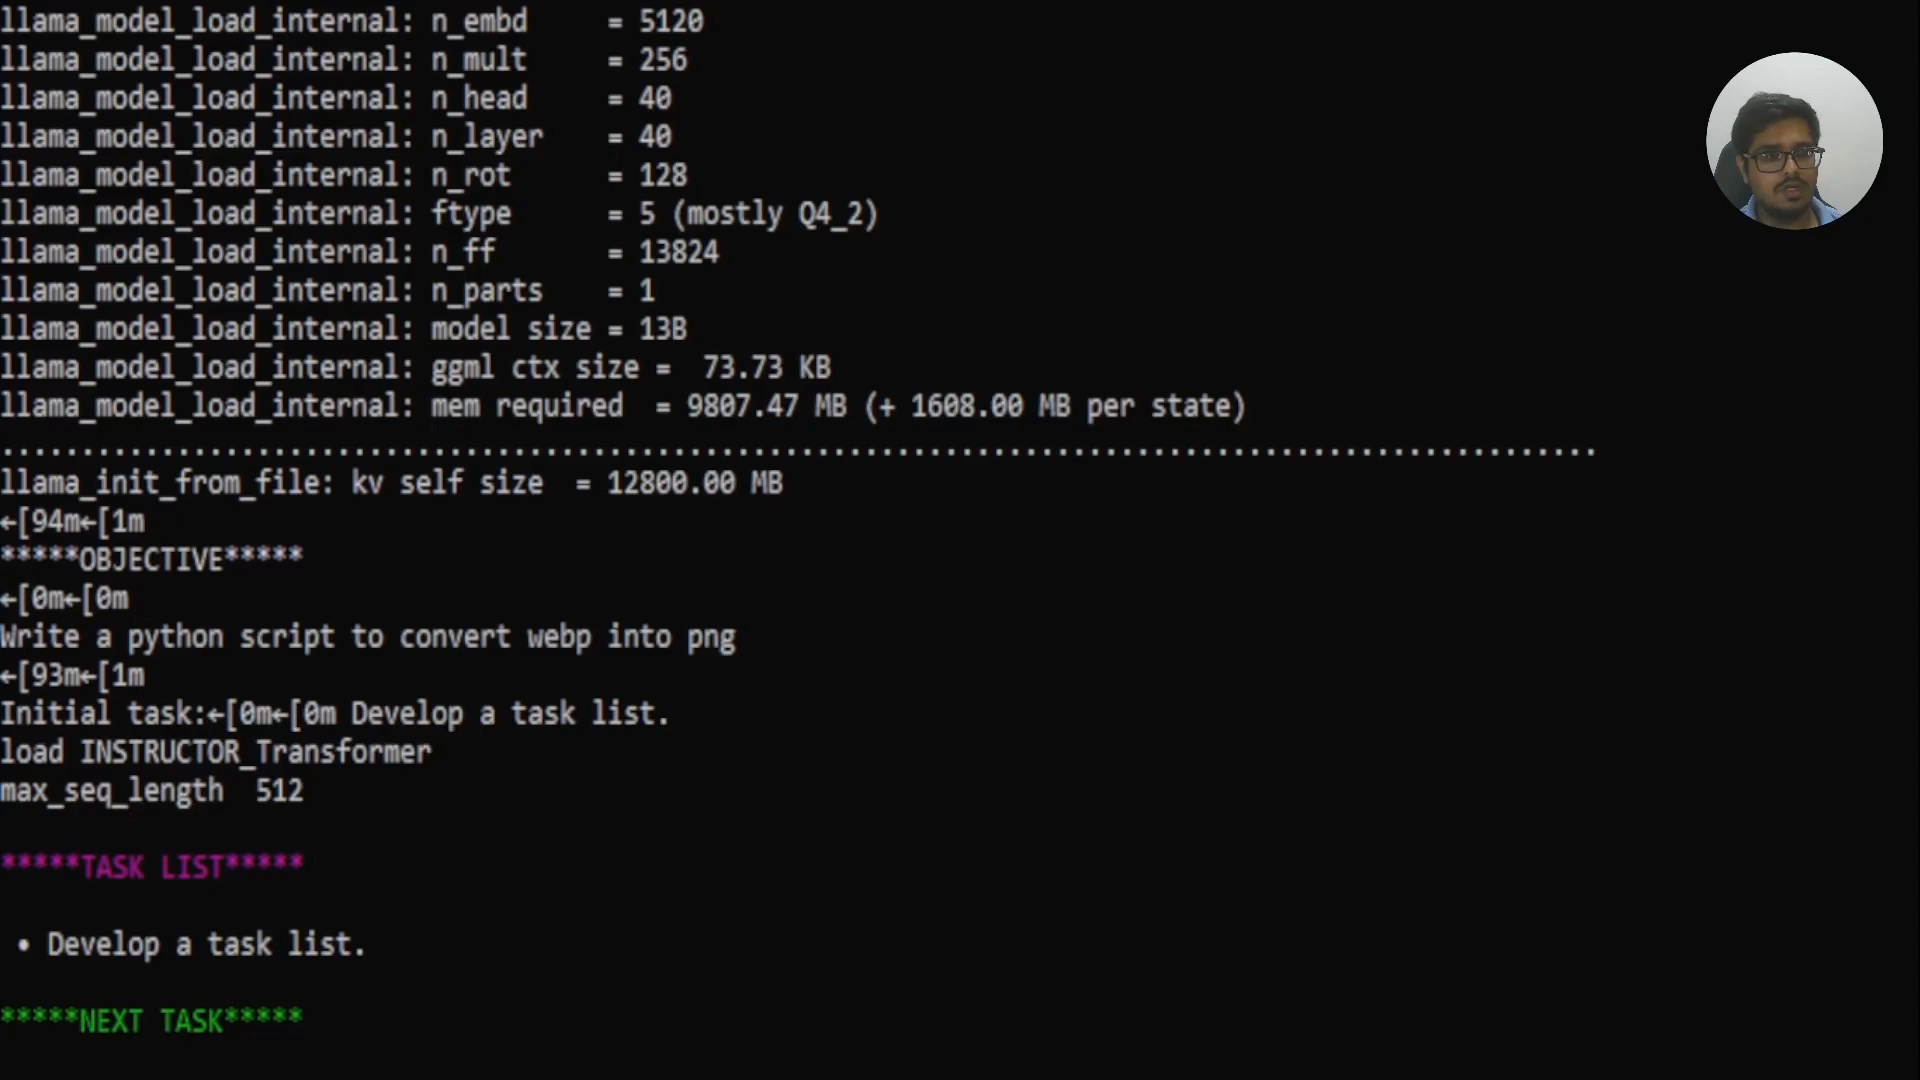 llama_model_load_internal: n_embd     = 5120
llama_model_load_internal: n_mult     = 256
llama_model_load_internal: n_head     = 40
llama_model_load_internal: n_layer    = 40
llama_model_load_internal: n_rot      = 128
llama_model_load_internal: ftype      = 5 (mostly Q4_2)
llama_model_load_internal: n_ff       = 13824
llama_model_load_internal: n_parts    = 1
llama_model_load_internal: model size = 13B
llama_model_load_internal: ggml ctx size =  73.73 KB
llama_model_load_internal: mem required  = 9807.47 MB (+ 1608.00 MB per state)
....................................................................................................
llama_init_from_file: kv self size  = 12800.00 MB
←[94m←[1m
*****OBJECTIVE*****
←[0m←[0m
Write a python script to convert webp into png
←[93m←[1m
Initial task:←[0m←[0m Develop a task list.
load INSTRUCTOR_Transformer
max_seq_length  512
*****TASK LIST*****
• Develop a task list.
*****NEXT TASK*****